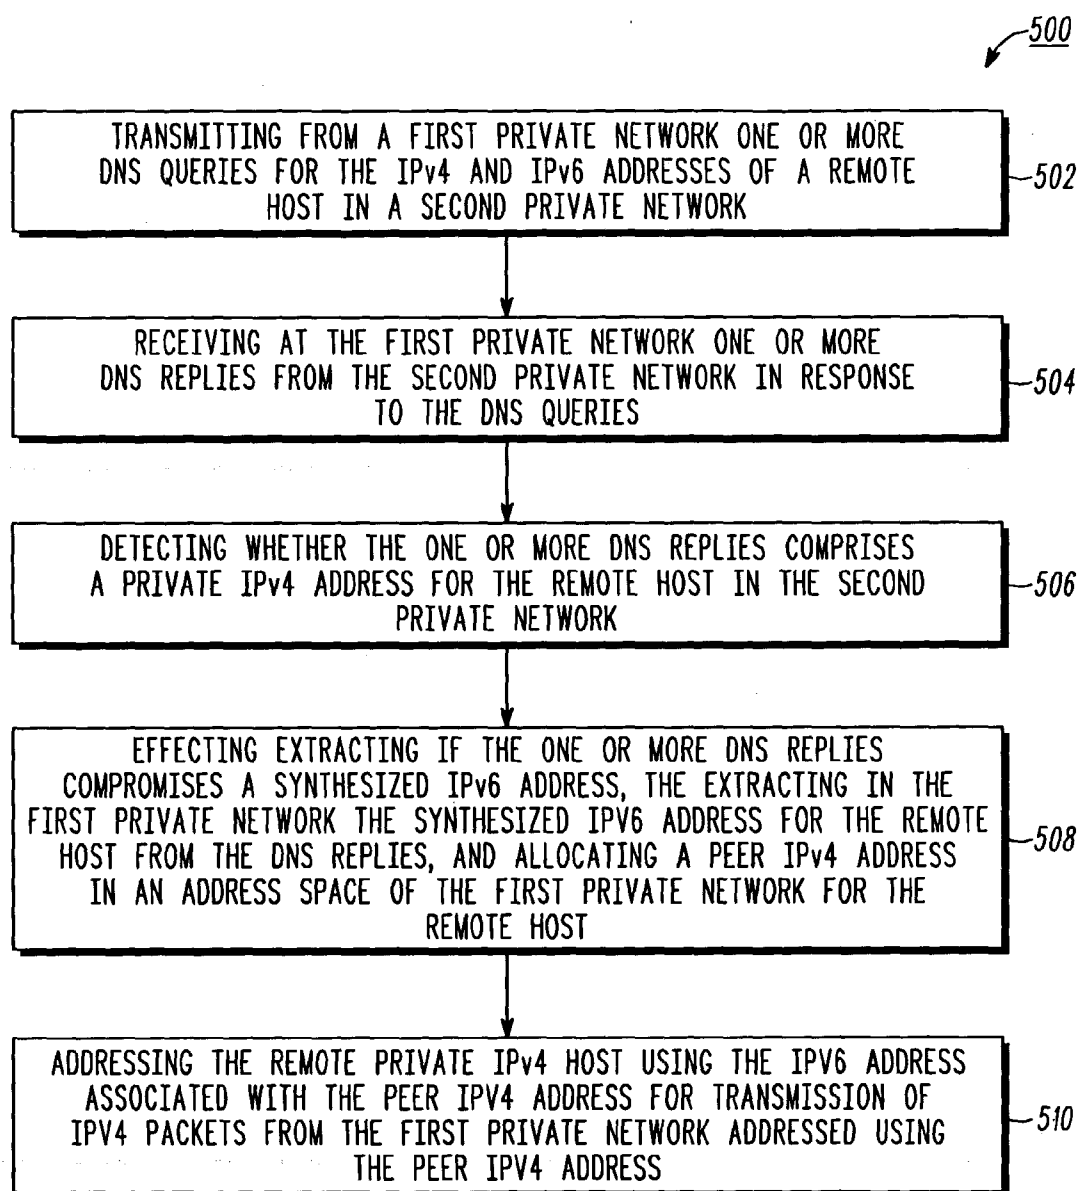 500
TRANSMITTING FROM A FIRST PRIVATE NETWORK ONE OR MORE
DNS QUERIES FOR THE IPv4 AND IPv6 ADDRESSES OF A REMOTE
HOST IN A SECOND PRIVATE NETWORK
502
RECEIVING AT THE FIRST PRIVATE NETWORK ONE OR MORE
DNS REPLIES FROM THE SECOND PRIVATE NETWORK IN RESPONSE
TO THE DNS QUERIES
504
DETECTING WHETHER THE ONE OR MORE DNS REPLIES COMPRISES
A PRIVATE IPv4 ADDRESS FOR THE REMOTE HOST IN THE SECOND
PRIVATE NETWORK
506
EFFECTING EXTRACTING IF THE ONE OR MORE DNS REPLIES
COMPROMISES A SYNTHESIZED IPv6 ADDRESS, THE EXTRACTING IN THE
FIRST PRIVATE NETWORK THE SYNTHESIZED IPV6 ADDRESS FOR THE REMOTE
HOST FROM THE DNS REPLIES, AND ALLOCATING A PEER IPv4 ADDRESS
IN AN ADDRESS SPACE OF THE FIRST PRIVATE NETWORK FOR THE
REMOTE HOST
508
ADDRESSING THE REMOTE PRIVATE IPv4 HOST USING THE IPV6 ADDRESS
ASSOCIATED WITH THE PEER IPV4 ADDRESS FOR TRANSMISSION OF
IPV4 PACKETS FROM THE FIRST PRIVATE NETWORK ADDRESSED USING
THE PEER IPV4 ADDRESS
510